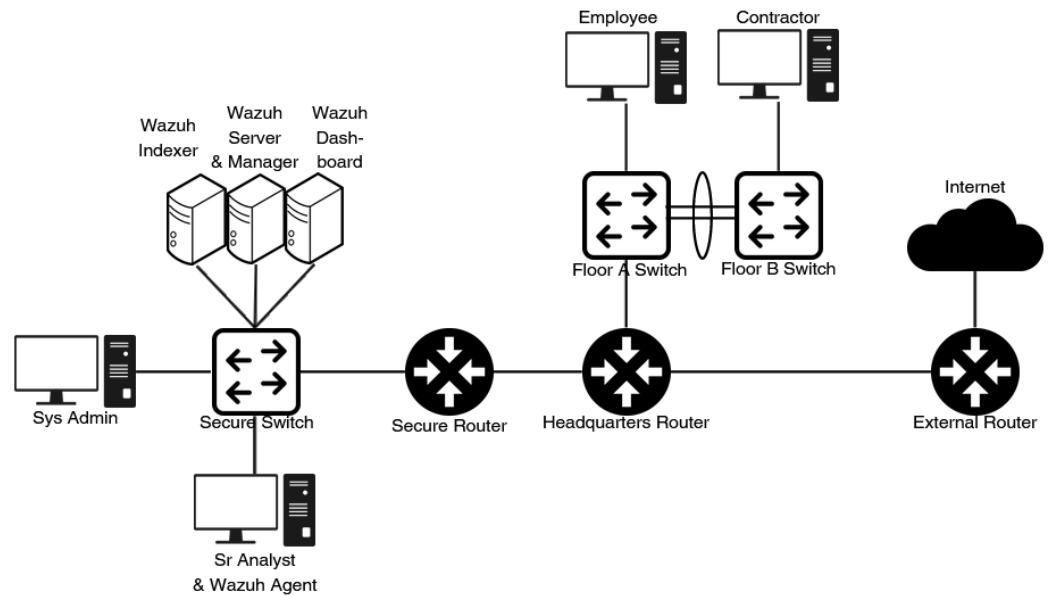 Employee
Contractor
Wazuh
Indexer
Wazuh
Server
& Manager
Wazuh
Dash-
board
Internet
Floor A Switch
Floor B Switch
Sys Admin
Secure Switch
Secure Router
Headquarters Router
External Router
Sr Analyst
& Wazuh Agent